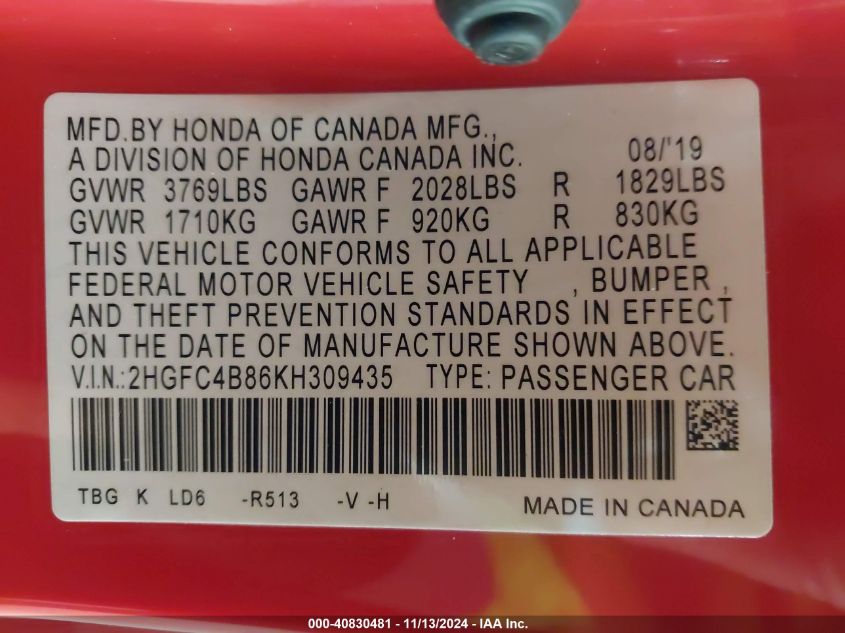 MFD.BY HONDA OF CANADA MFG.,
A DIVISION OF HONDA CANADA INC. 08/'19
GVWR 3769LBS GAWR F 2028LBS R 1829LBS
GVWR 1710KG GAWR F 920KG R 830KG
THIS VEHICLE CONFORMS TO ALL APPLICABLE
FEDERAL MOTOR VEHICLE SAFETY , BUMPER ,
AND THEFT PREVENTION STANDARDS IN EFFECT
ON THE DATE OF MANUFACTURE SHOWN ABOVE.
V.I.N.:2HGFC4B86KH309435 TYPE: PASSENGER CAR
TBG K LD6 -R513 -V -H
MADE IN CANADA
000-40830481 - 11/13/2024 - IAA Inc.